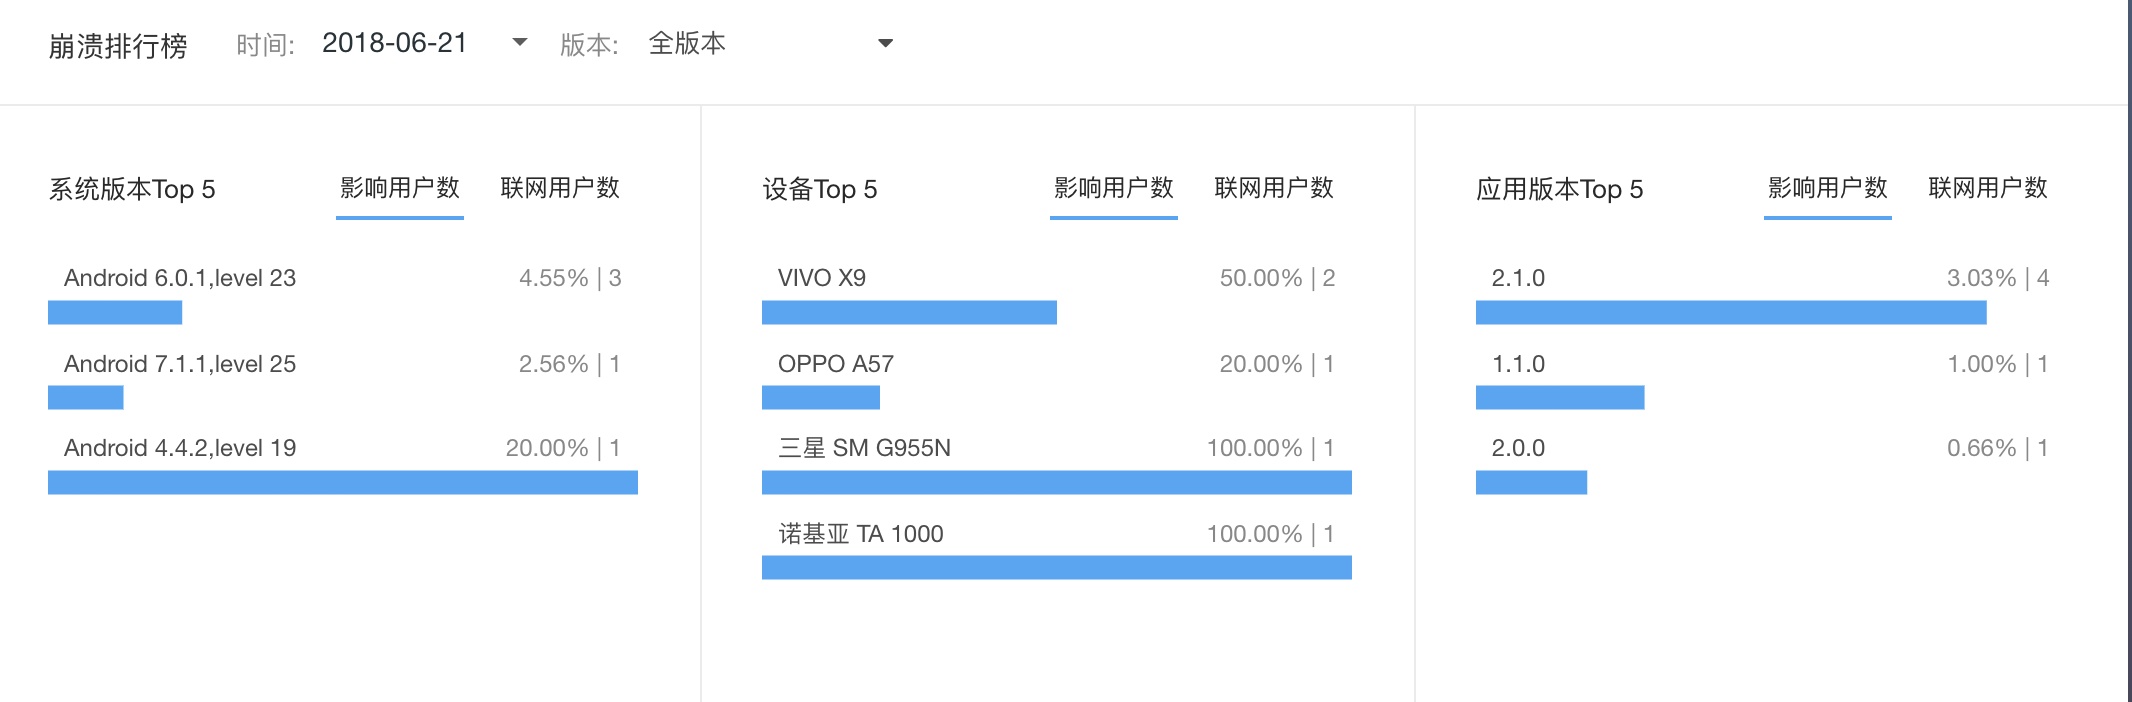 崩溃排行榜 时间: 2018-06-21 版本: 全版本
系统版本Top 5 影响用户数 联网用户数
Android 6.0.1,level 23 4.55% | 3
Android 7.1.1,level 25 2.56% | 1
Android 4.4.2,level 19 20.00% | 1
设备Top 5 影响用户数 联网用户数
VIVO X9 50.00% | 2
OPPO A57 20.00% | 1
三星 SM G955N 100.00% | 1
诺基亚 TA 1000 100.00% | 1
应用版本Top 5 影响用户数 联网用户数
2.1.0 3.03% | 4
1.1.0 1.00% | 1
2.0.0 0.66% | 1